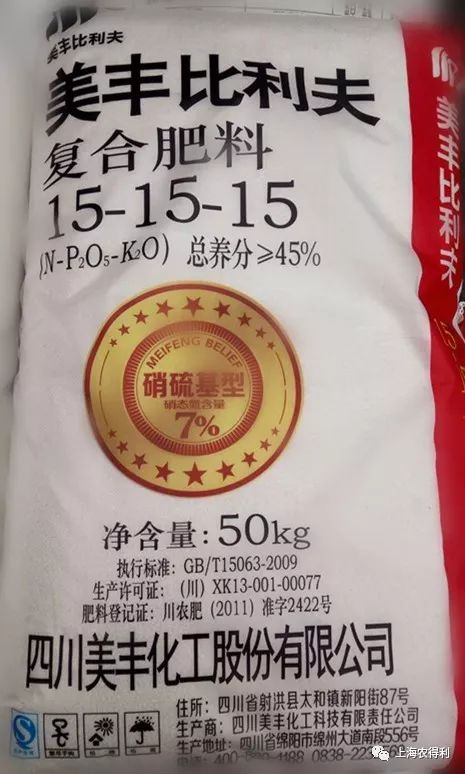 美丰比利夫
美丰比利夫
复合肥料
15-15-15
(N-P₂O₅-K₂O) 总养分≥45%
MEIFENG BELIEF
硝硫基型
硝态氮含量
7%
净含量：50kg
执行标准：GB/T15063-2009
生产许可证：（川）XK13-001-00077
肥料登记证：川农肥（2011）准字2422号
四川美丰化工股份有限公司
住所：四川省射洪县太和镇新阳街87号
生产商：四川美丰化工科技有限责任公司
生产地址：四川省绵阳市绵州大道南段556号
0838-22
美丰比利夫
上海农得利